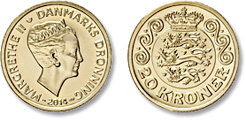 MARGRETHE II · DANMARKS DRONNING
2014
20 KRONER